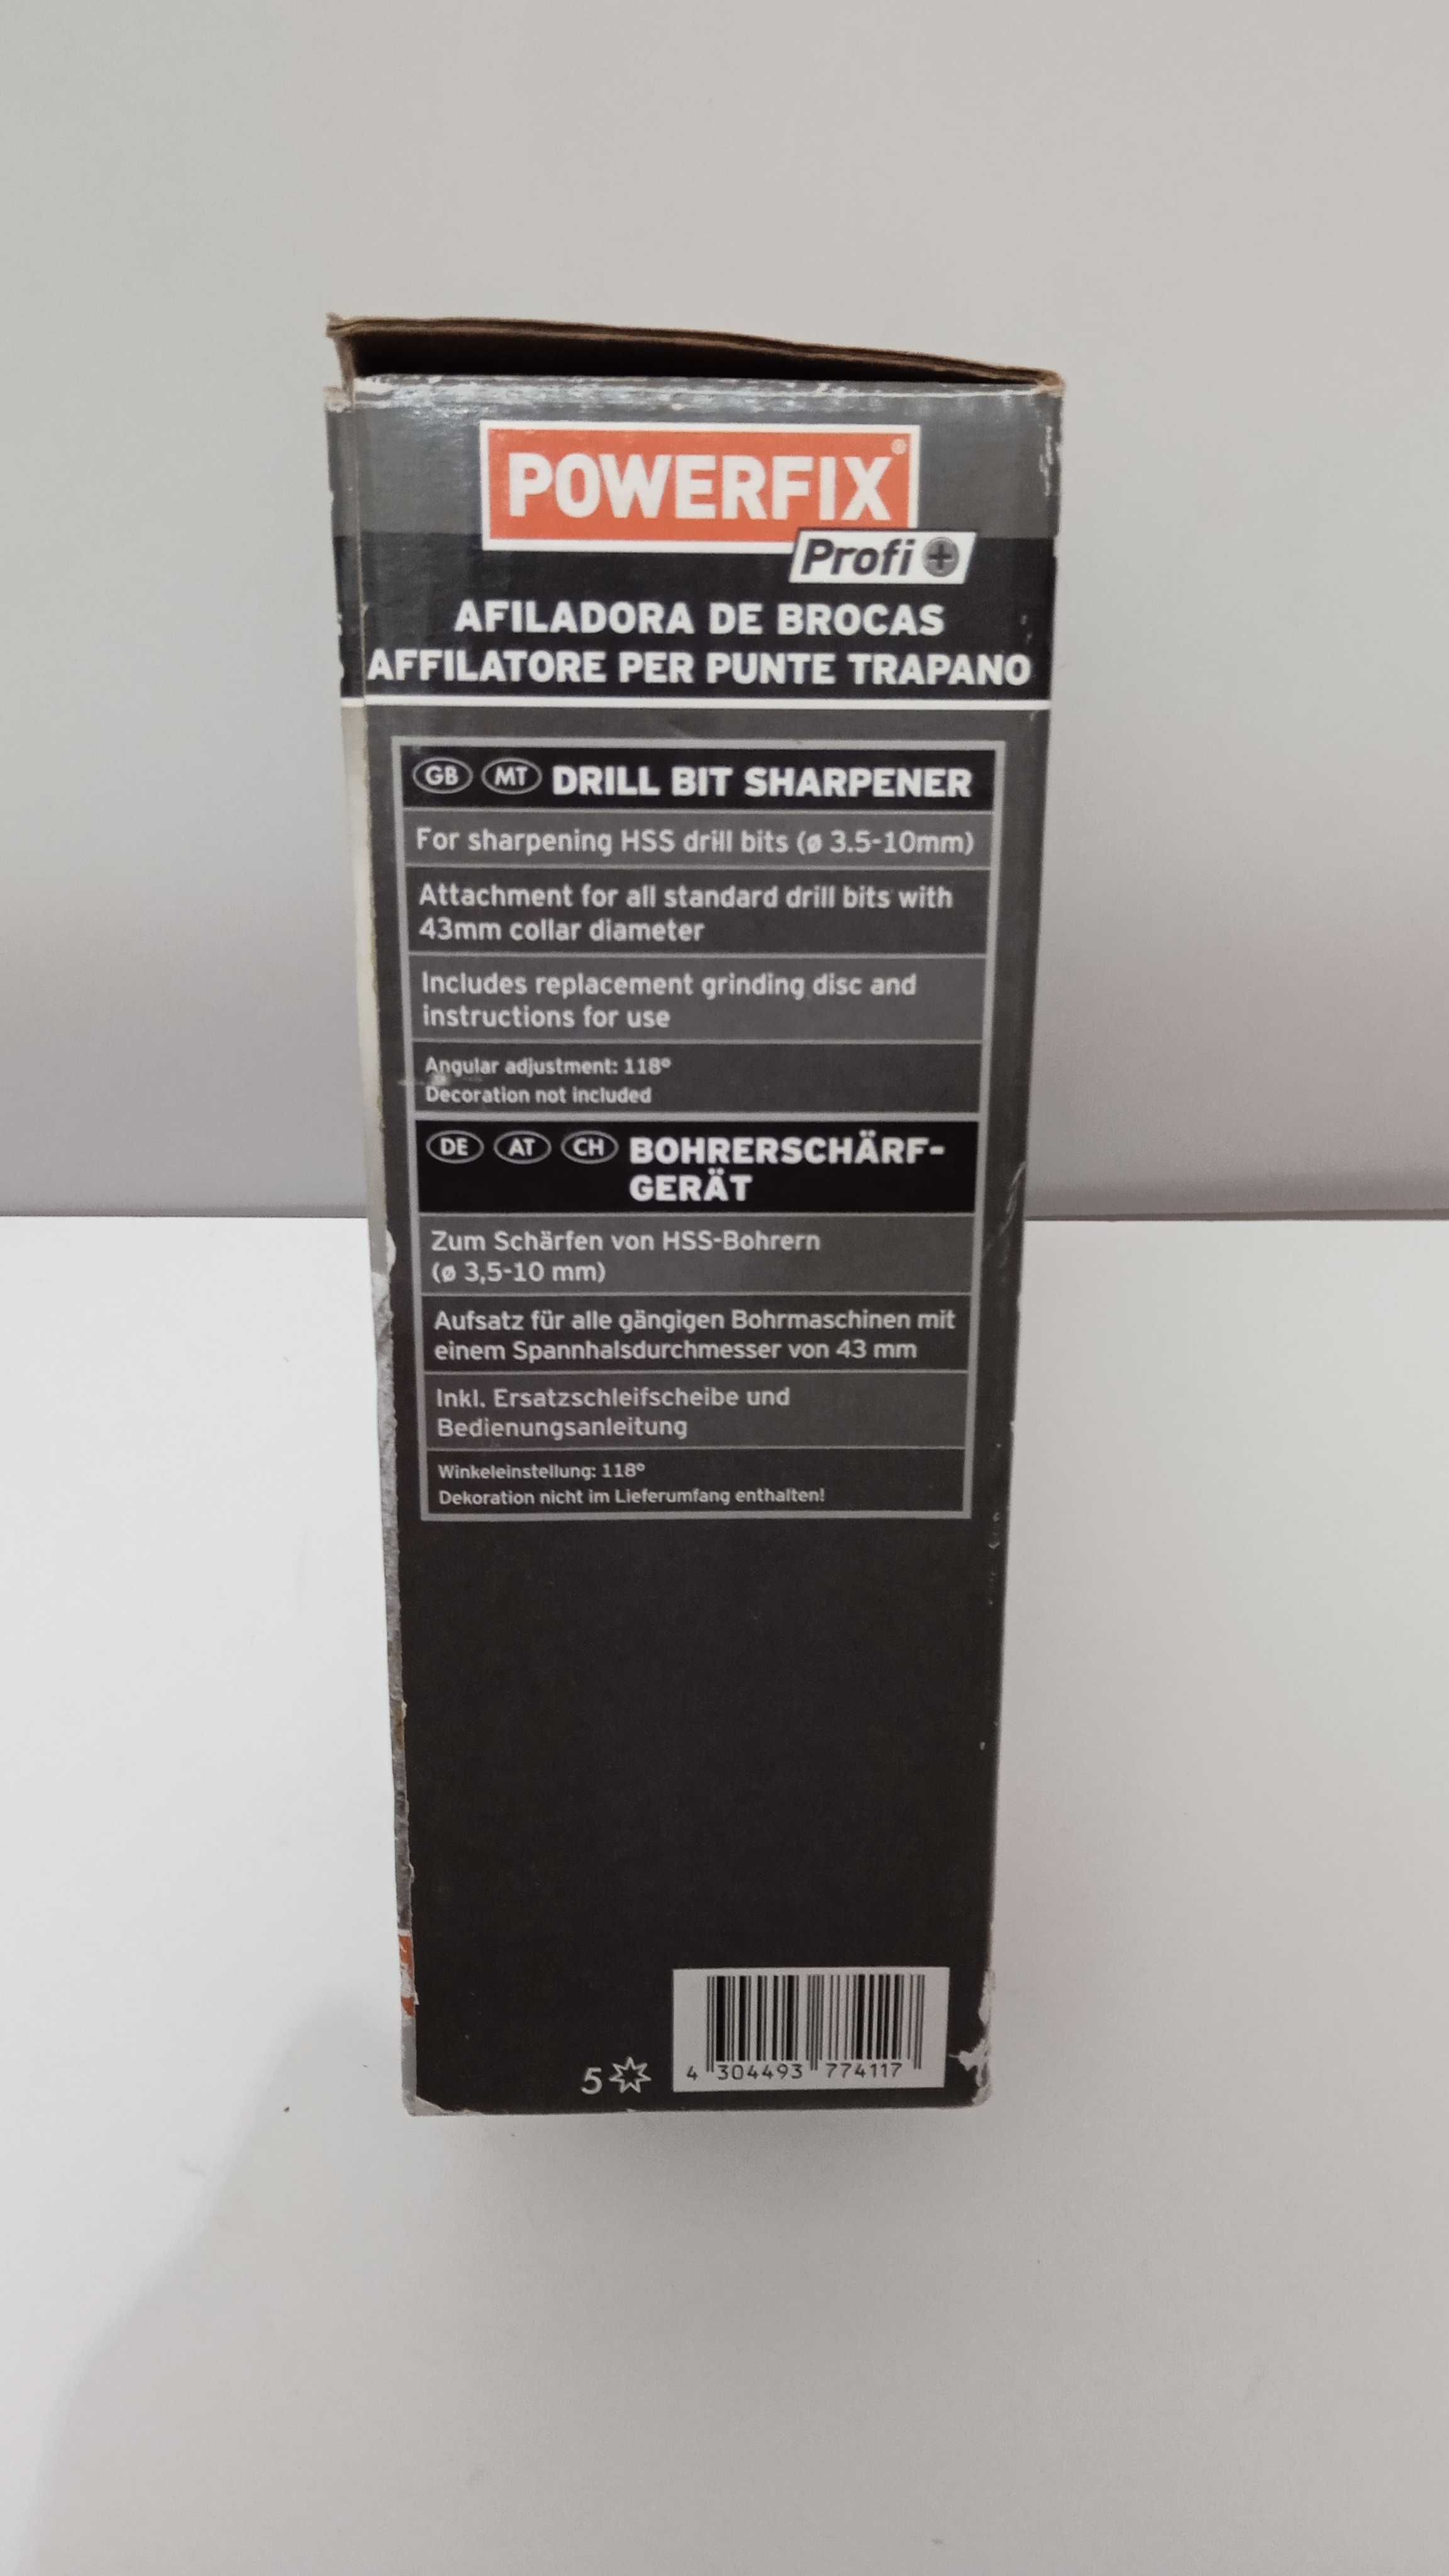 POWERFIX®
Profi+
AFILADORA DE BROCAS
AFFILATORE PER PUNTE TRAPANO
GB MT DRILL BIT SHARPENER
For sharpening HSS drill bits (ø 3.5-10mm)
Attachment for all standard drill bits with
43mm collar diameter
Includes replacement grinding disc and
instructions for use
Angular adjustment: 118°
Decoration not included
DE AT CH BOHRERSCHÄRF-
GERÄT
Zum Schärfen von HSS-Bohrern
(ø 3,5-10 mm)
Aufsatz für alle gängigen Bohrmaschinen mit
einem Spannhalsdurchmesser von 43 mm
Inkl. Ersatzschleifscheibe und
Bedienungsanleitung
Winkeleinstellung: 118°
Dekoration nicht im Lieferumfang enthalten!
5
4 304493 774117